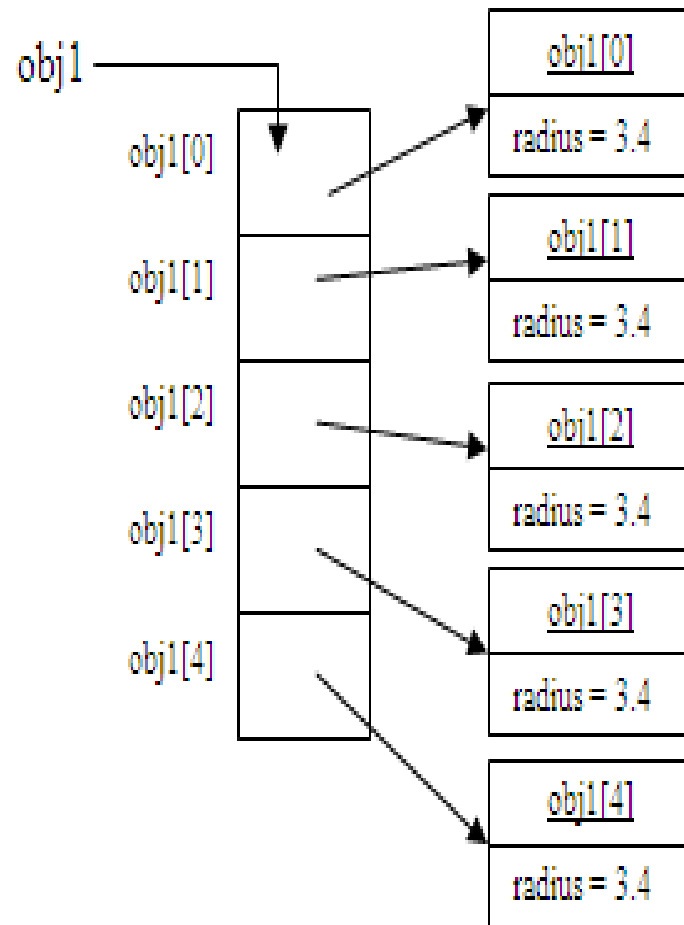 obj1
obj1[0]
obj1[1]
obj1[2]
obj1[3]
obj1[4]
obj1[0]
radius = 3.4
obj1[1]
radius = 3.4
obj1[2]
radius = 3.4
obj1[3]
radius = 3.4
obj1[4]
radius = 3.4